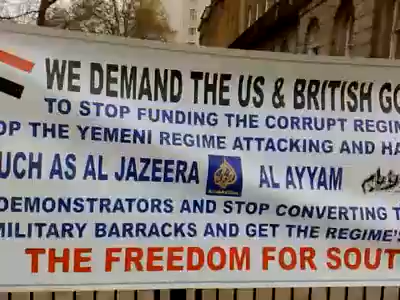 WE DEMAND THE US & BRITISH GO
TO STOP FUNDING THE CORRUPT REGIM
OP THE YEMENI REGIME ATTACKING AND HA
UCH AS AL JAZEERA AL AYYAM
DEMONSTRATORS AND STOP CONVERTING T
MILITARY BARRACKS AND GET THE REGIME'S
THE FREEDOM FOR SOUT